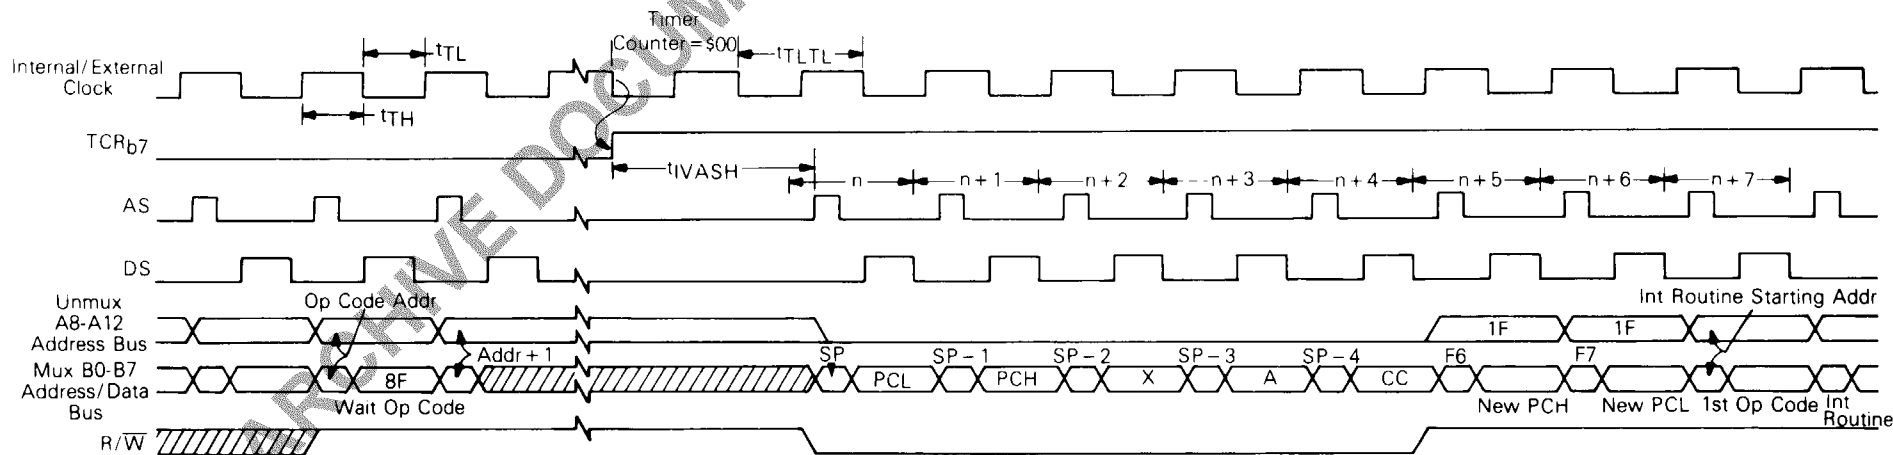 ARCHIVE DOCUM
Timer
Counter = $00
tTL
tTLTL
Internal/External
Clock
tTH
TCRb7
tIVASH
n
n + 1
n + 2
n + 3
n + 4
n + 5
n + 6
n + 7
AS
DS
Unmux
A8-A12
Address Bus
Op Code Addr
Int Routine Starting Addr
1F
1F
Addr + 1
SP
SP - 1
SP - 2
SP - 3
SP - 4
F6
F7
Mux B0-B7
Address/Data
Bus
8F
PCL
PCH
X
A
CC
Wait Op Code
New PCH
New PCL
1st Op Code
Int
Routine
R/W̅